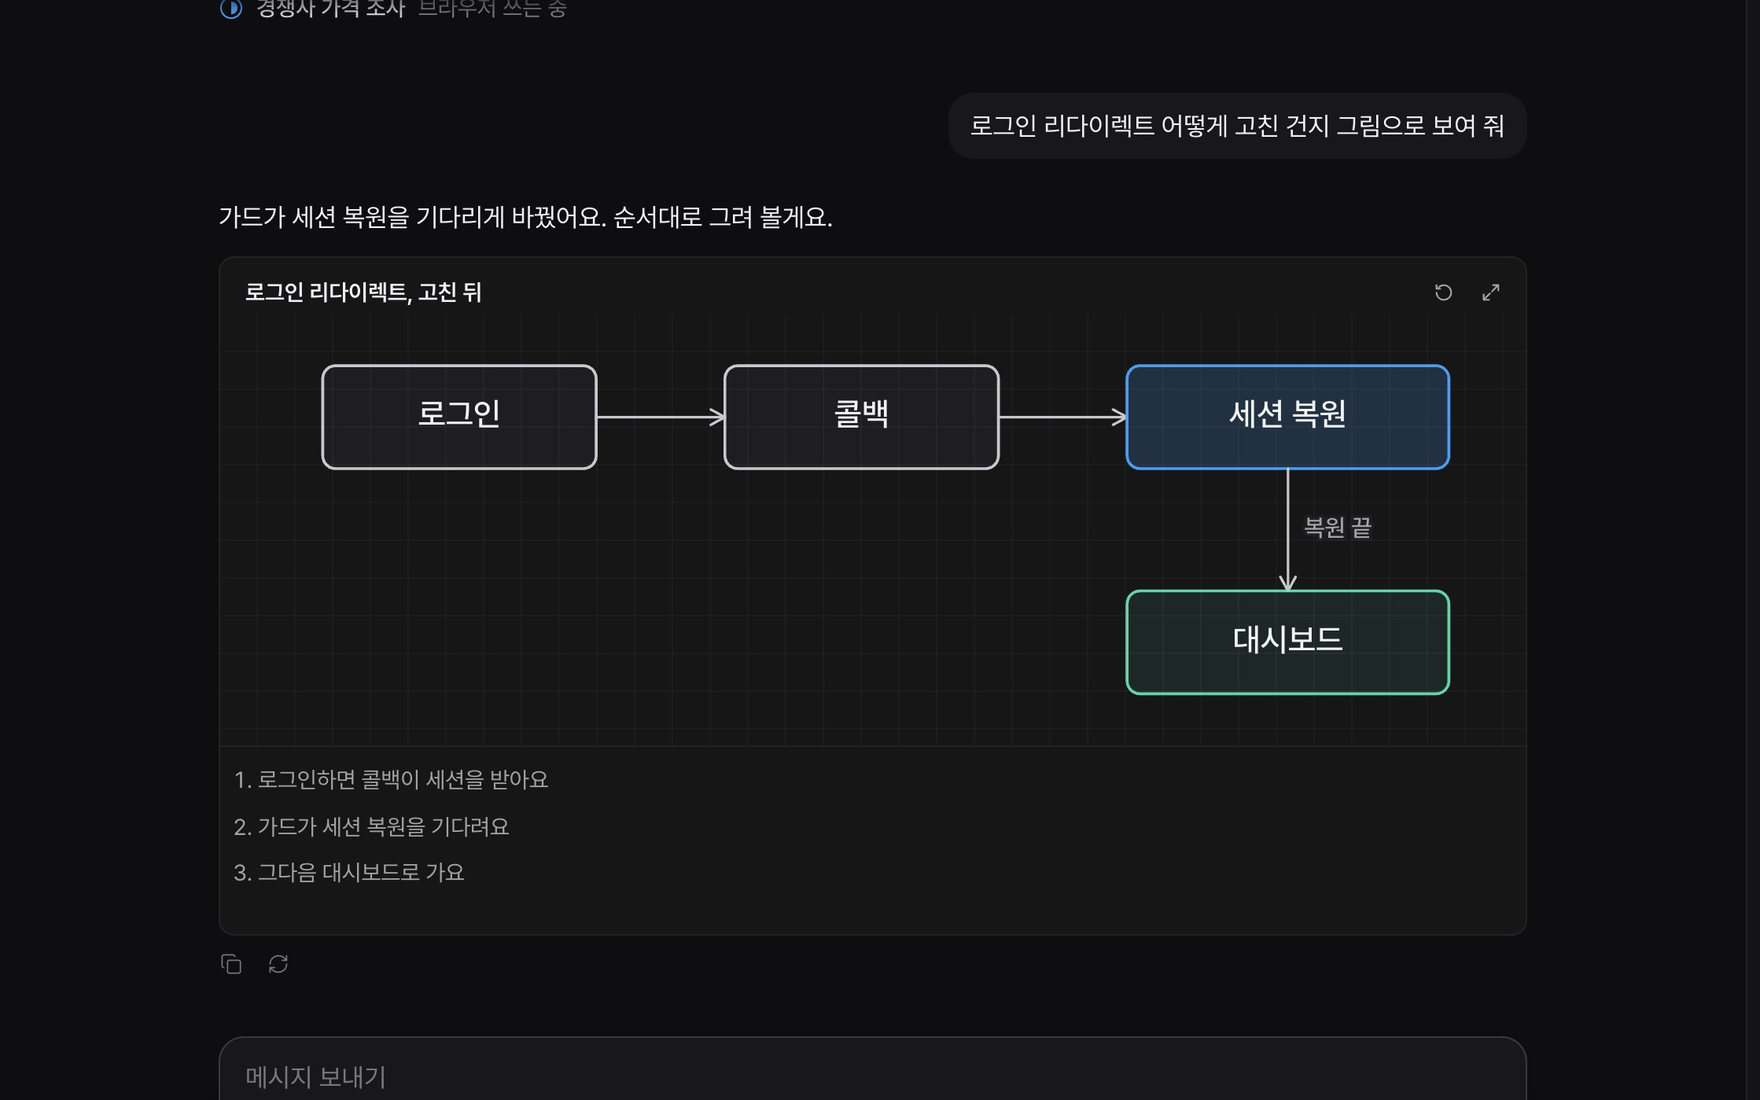 경쟁사 가격 조사 브라우저 쓰는 중
로그인 리다이렉트 어떻게 고친 건지 그림으로 보여 줘
가드가 세션 복원을 기다리게 바꿨어요. 순서대로 그려 볼게요.
로그인 리다이렉트, 고친 뒤
로그인
콜백
세션 복원
복원 끝
대시보드
1. 로그인하면 콜백이 세션을 받아요
2. 가드가 세션 복원을 기다려요
3. 그다음 대시보드로 가요
메시지 보내기